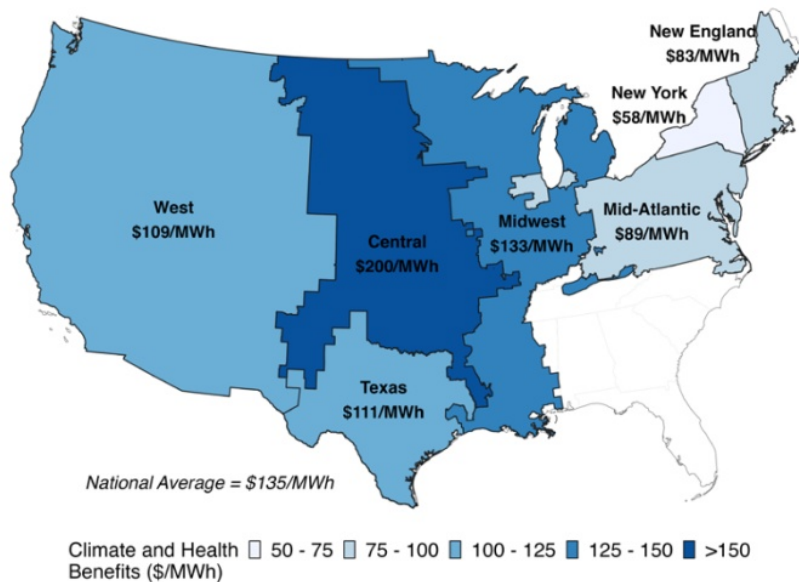 New England
$83/MWh
New York
$58/MWh
West
$109/MWh
Central
$200/MWh
Midwest
$133/MWh
Mid-Atlantic
$89/MWh
Texas
$111/MWh
National Average = $135/MWh
Climate and Health
Benefits ($/MWh)
50 - 75
75 - 100
100 - 125
125 - 150
>150